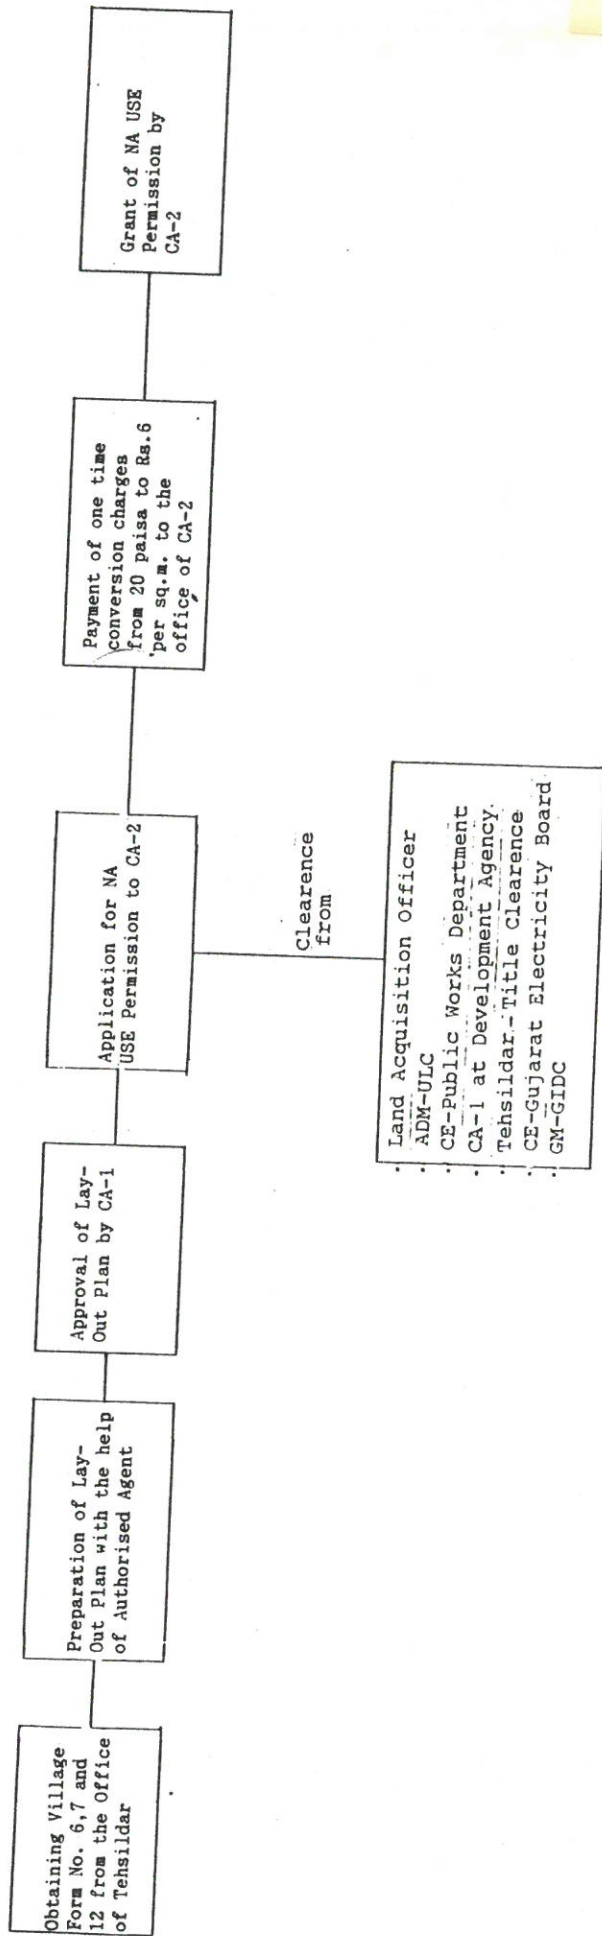 Obtaining Village
Form No. 6,7 and
12 from the Office
of Tehsildar
Preparation of Lay-
Out Plan with the help
of Authorised Agent
Approval of Lay-
Out Plan by CA-1
Application for NA
USE Permission to CA-2
Clearence
from
. Land Acquisition Officer
. ADM-ULC
. CE-Public Works Department
. CA-1 at Development Agency.
. Tehsildar.-Title Clearence
. CE-Gujarat Electricity Board
. GM-GIDC
Payment of one time
conversion charges
from 20 paisa to Rs.6
per sq.m. to the
office of CA-2
Grant of NA USE
Permission by
CA-2